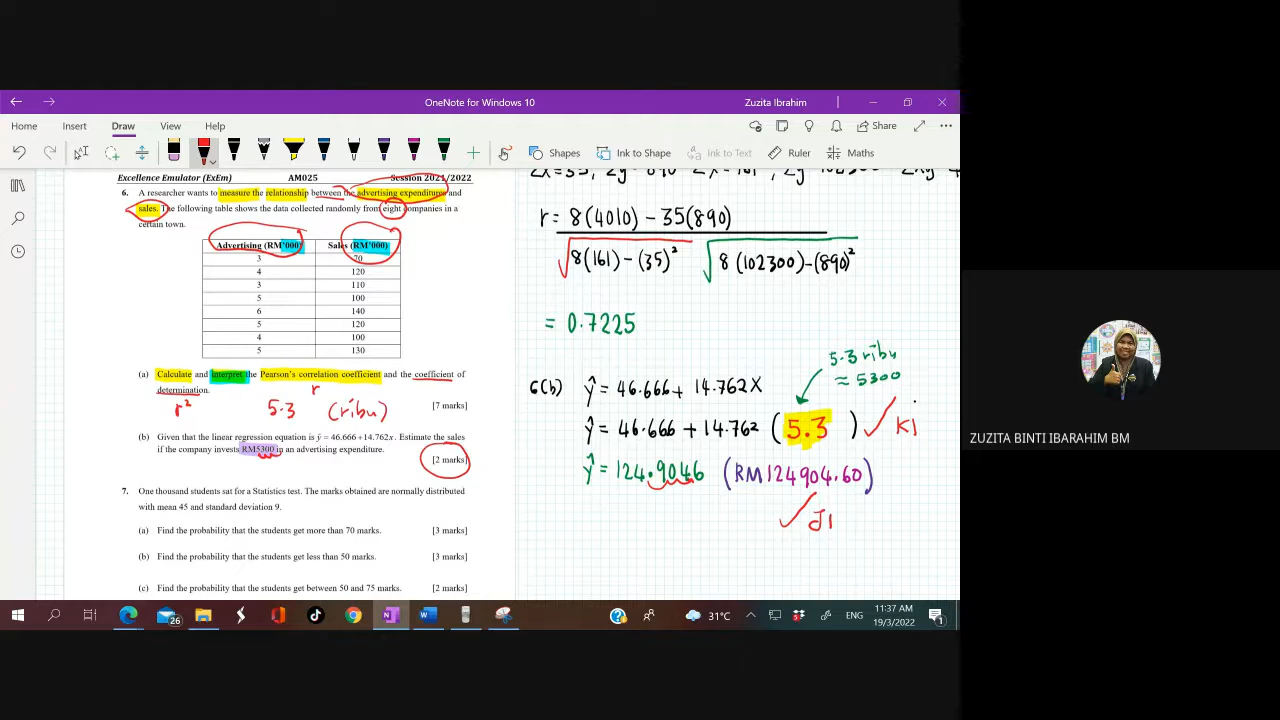 OneNote for Windows 10
Zuzita Ibrahim
Home Insert Draw View Help
Share
Shapes Ink to Shape Ink to Text Ruler Maths
Excellence Emulator (ExEm) AM025 Session 2021/2022
6. A researcher wants to measure the relationship between the advertising expenditures and
sales. The following table shows the data collected randomly from eight companies in a
certain town.
Advertising (RM'000) Sales (RM'000)
3 70
4 120
3 110
5 100
6 140
5 120
4 100
5 130
(a) Calculate and interpret the Pearson's correlation coefficient and the coefficient of
determination.
r
r² 5.3 (ribu)
[7 marks]
(b) Given that the linear regression equation is ŷ = 46.666 + 14.762x. Estimate the sales
if the company invests RM5300 in an advertising expenditure.
[2 marks]
7. One thousand students sat for a Statistics test. The marks obtained are normally distributed
with mean 45 and standard deviation 9.
(a) Find the probability that the students get more than 70 marks. [3 marks]
(b) Find the probability that the students get less than 50 marks. [3 marks]
(c) Find the probability that the students get between 50 and 75 marks. [2 marks]
r = 8(4010) - 35(890)
√8(161) - (35)² √8(102300) - (890)²
= 0.7225
5.3 ribu
≈ 5300
6(b) ŷ = 46.666 + 14.762X
ŷ = 46.666 + 14.762 (5.3) ✓ K1
ŷ = 124.9046 (RM124904.60)
✓ J1
ZUZITA BINTI IBARAHIM BM
26
31°C
ENG
11:37 AM
19/3/2022